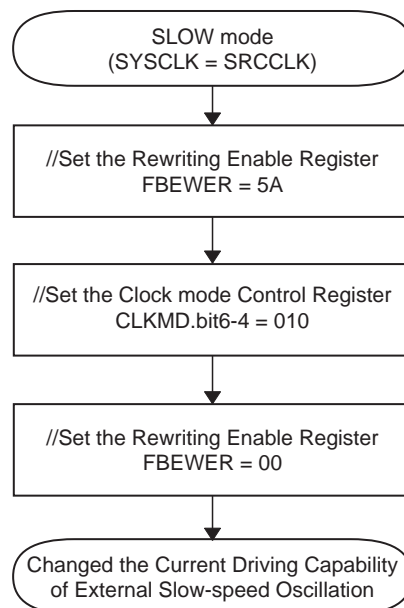 SLOW mode
(SYSCLK = SRCCLK)
//Set the Rewriting Enable Register
FBEWER = 5A
//Set the Clock mode Control Register
CLKMD.bit6-4 = 010
//Set the Rewriting Enable Register
FBEWER = 00
Changed the Current Driving Capability
of External Slow-speed Oscillation